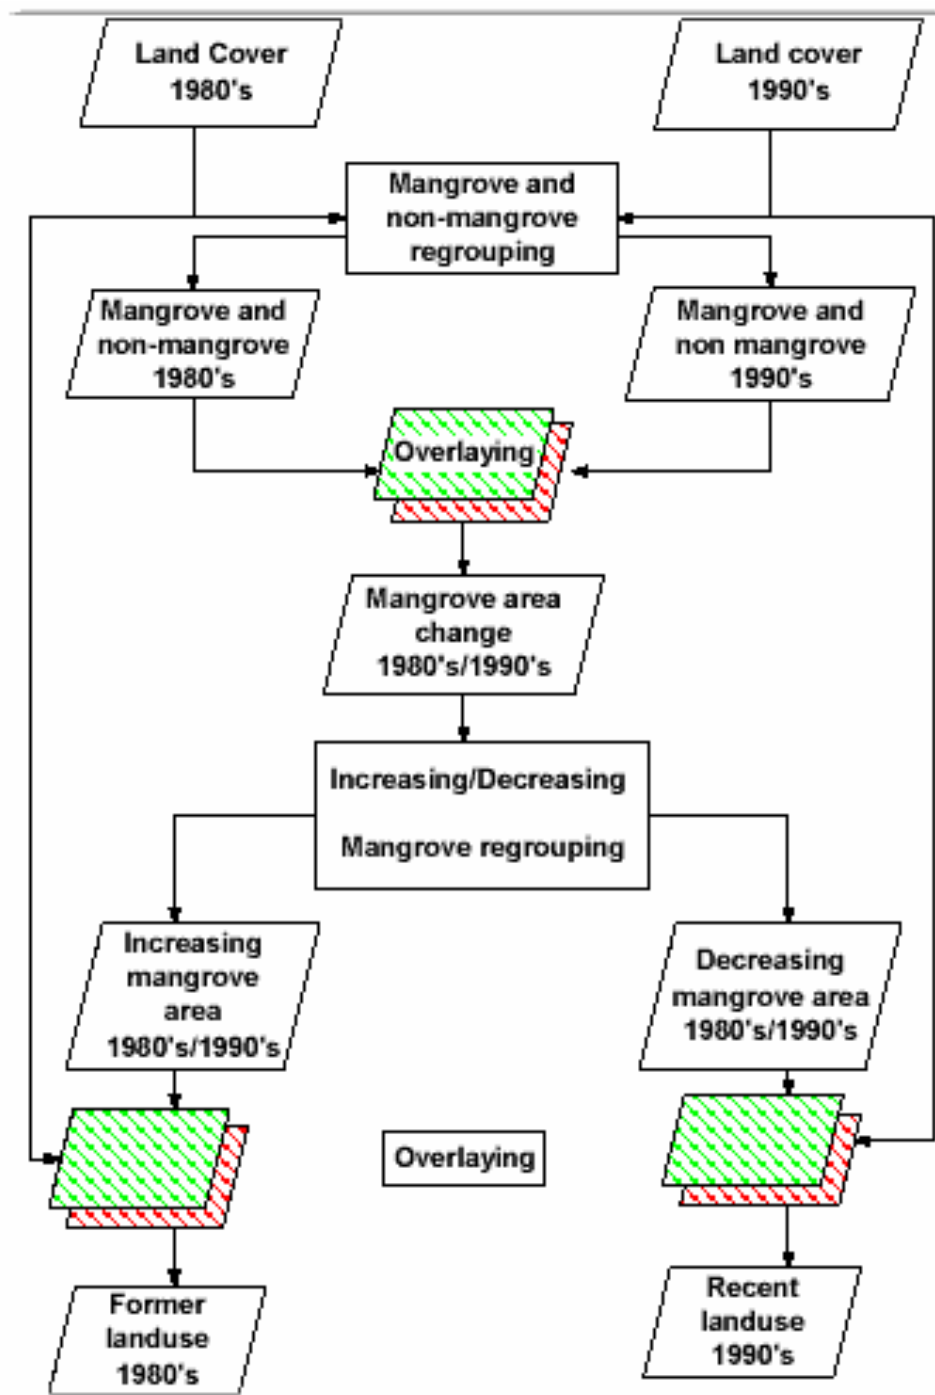 Land Cover
1980's
Land cover
1990's
Mangrove and
non-mangrove
regrouping
Mangrove and
non-mangrove
1980's
Mangrove and
non mangrove
1990's
Overlaying
Mangrove area
change
1980's/1990's
Increasing/Decreasing
Mangrove regrouping
Increasing
mangrove
area
1980's/1990's
Decreasing
mangrove area
1980's/1990's
Overlaying
Former
landuse
1980's
Recent
landuse
1990's